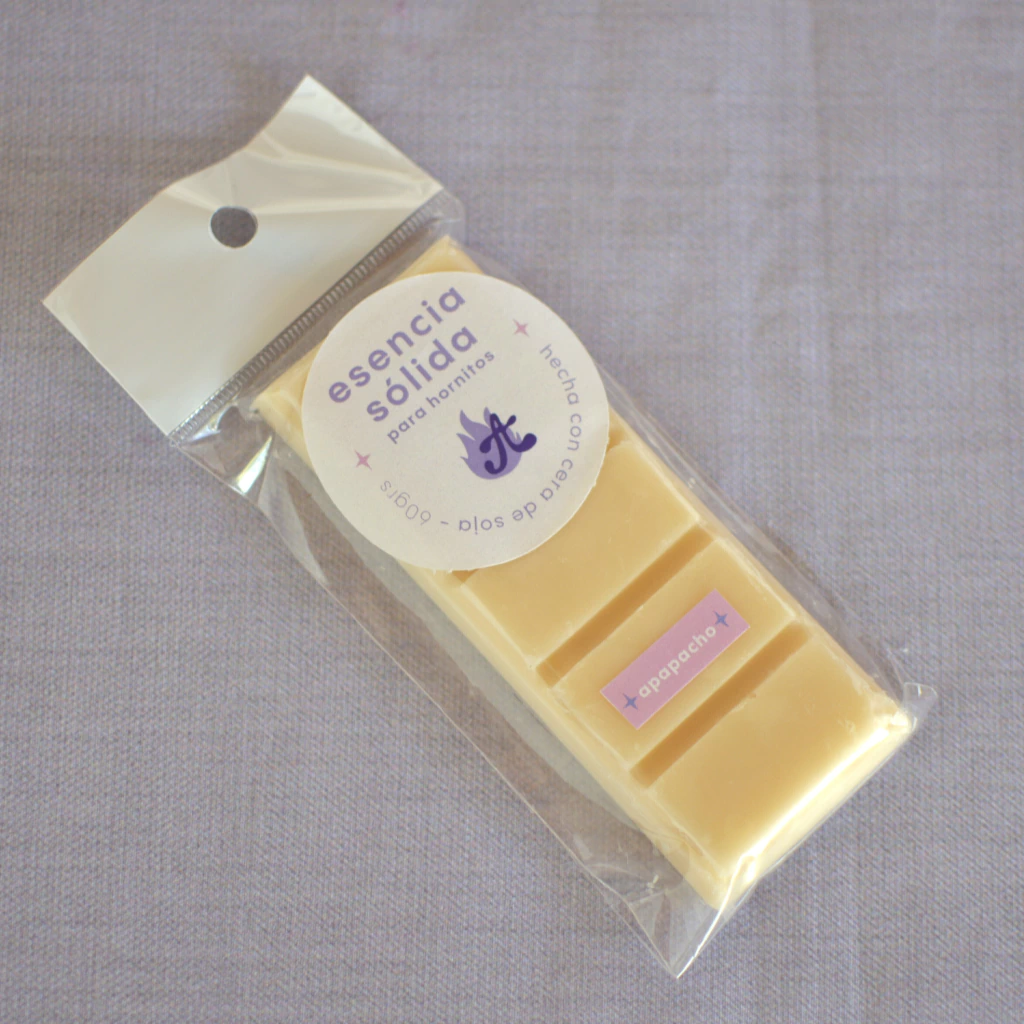 esencia
sólida
para hornitos
hecha con cera de soja - 60grs
apapacho